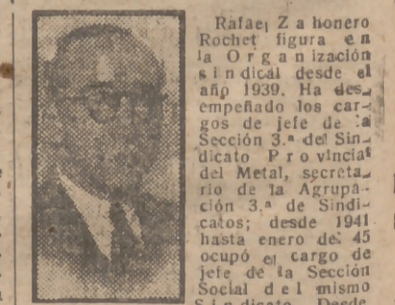 Rafael Zahonero
Rochet figura en
la Organización
sindical desde el
año 1939. Ha des-
empeñado los car-
gos de jefe de la
Sección 3.ª del Sin-
dicato Provincial
del Metal, secreta-
rio de la Agrupa-
ción 3.ª de Sindi-
catos; desde 1941
hasta enero de 45
ocupó el cargo de
jefe de la Sección
Social del mismo
Sindicato. Desde